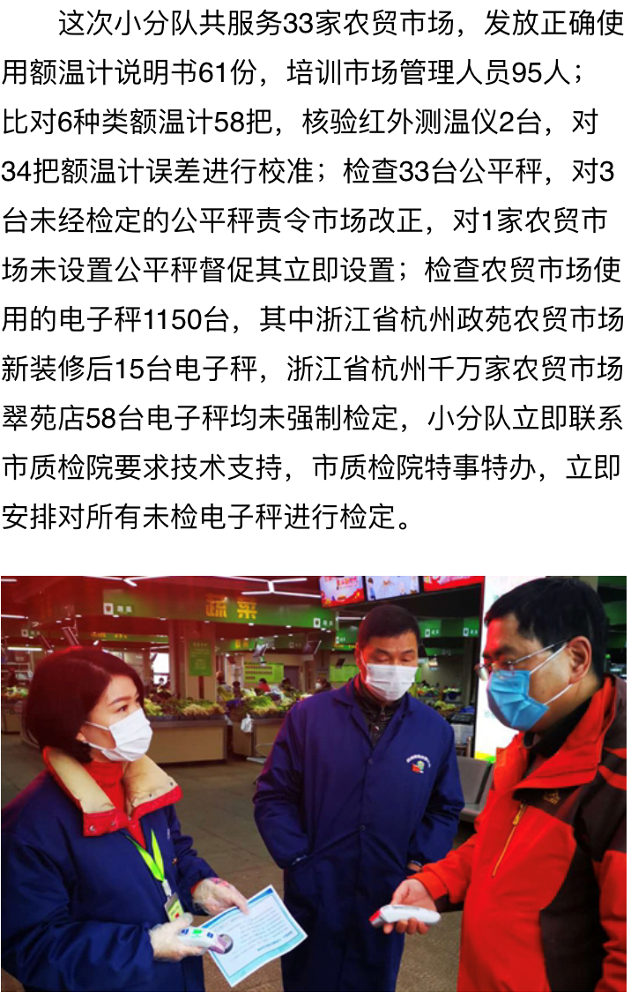 这次小分队共服务33家农贸市场，发放正确使
用额温计说明书61份，培训市场管理人员95人；
比对6种类额温计58把，核验红外测温仪2台，对
34把额温计误差进行校准；检查33台公平秤，对3
台未经检定的公平秤责令市场改正，对1家农贸市
场未设置公平秤督促其立即设置；检查农贸市场使
用的电子秤1150台，其中浙江省杭州政苑农贸市场
新装修后15台电子秤，浙江省杭州千万家农贸市场
翠苑店58台电子秤均未强制检定，小分队立即联系
市质检院要求技术支持，市质检院特事特办，立即
安排对所有未检电子秤进行检定。
蔬菜